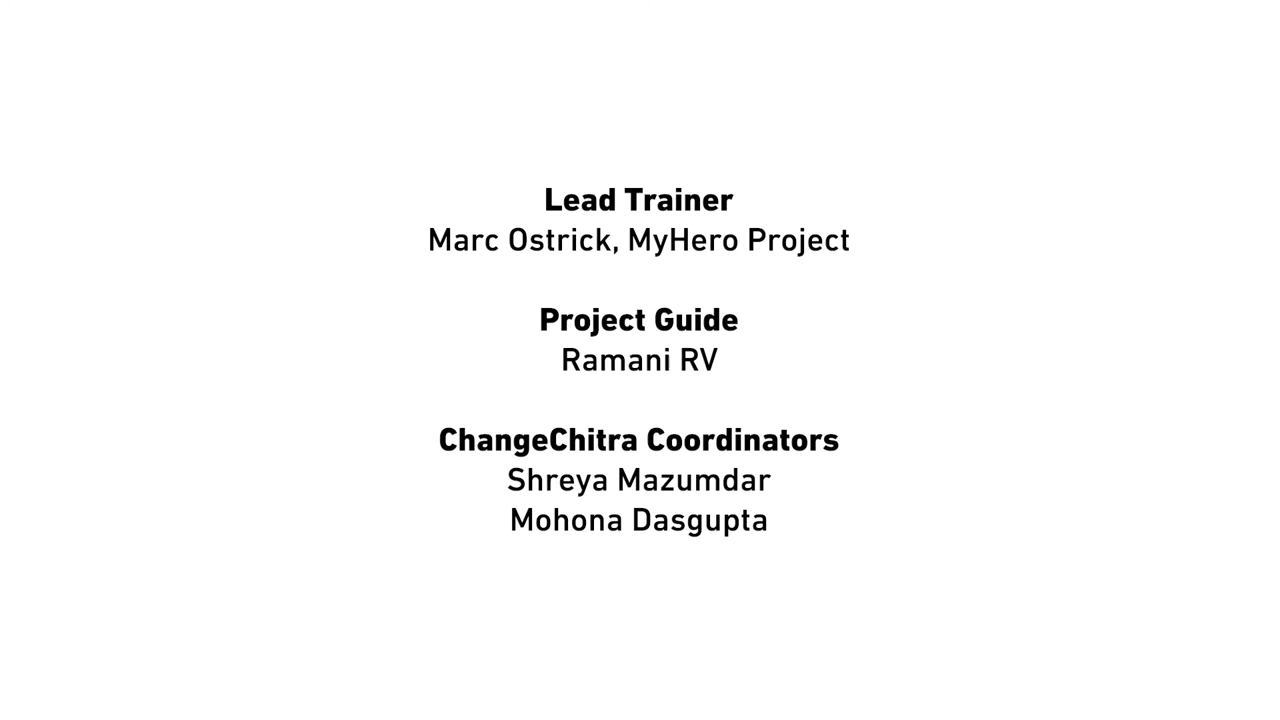 Lead Trainer
Marc Ostrick, MyHero Project
Project Guide
Ramani RV
ChangeChitra Coordinators
Shreya Mazumdar
Mohona Dasgupta